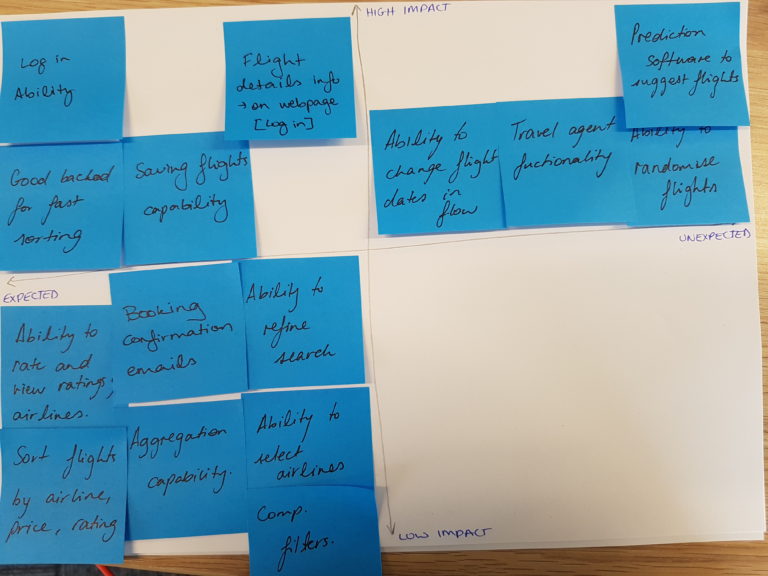 HIGH IMPACT
Log in
Ability
Flight
details info
→ on webpage
[Log in]
Prediction
Software to
suggest flights
Good backed
for fast
sorting
Saving flights
capability
Ability to
change flight
dates in
flow
Travel agent
fuctionality
Ability to
randomise
flights
EXPECTED
UNEXPECTED
Ability to
rate and
view ratings,
airlines.
Booking
confirmation
emails
Ability to
refine
search
Sort flights
by airline,
price, rating
Aggregation
capability.
Ability to
select
airlines
Comp.
filters.
LOW IMPACT